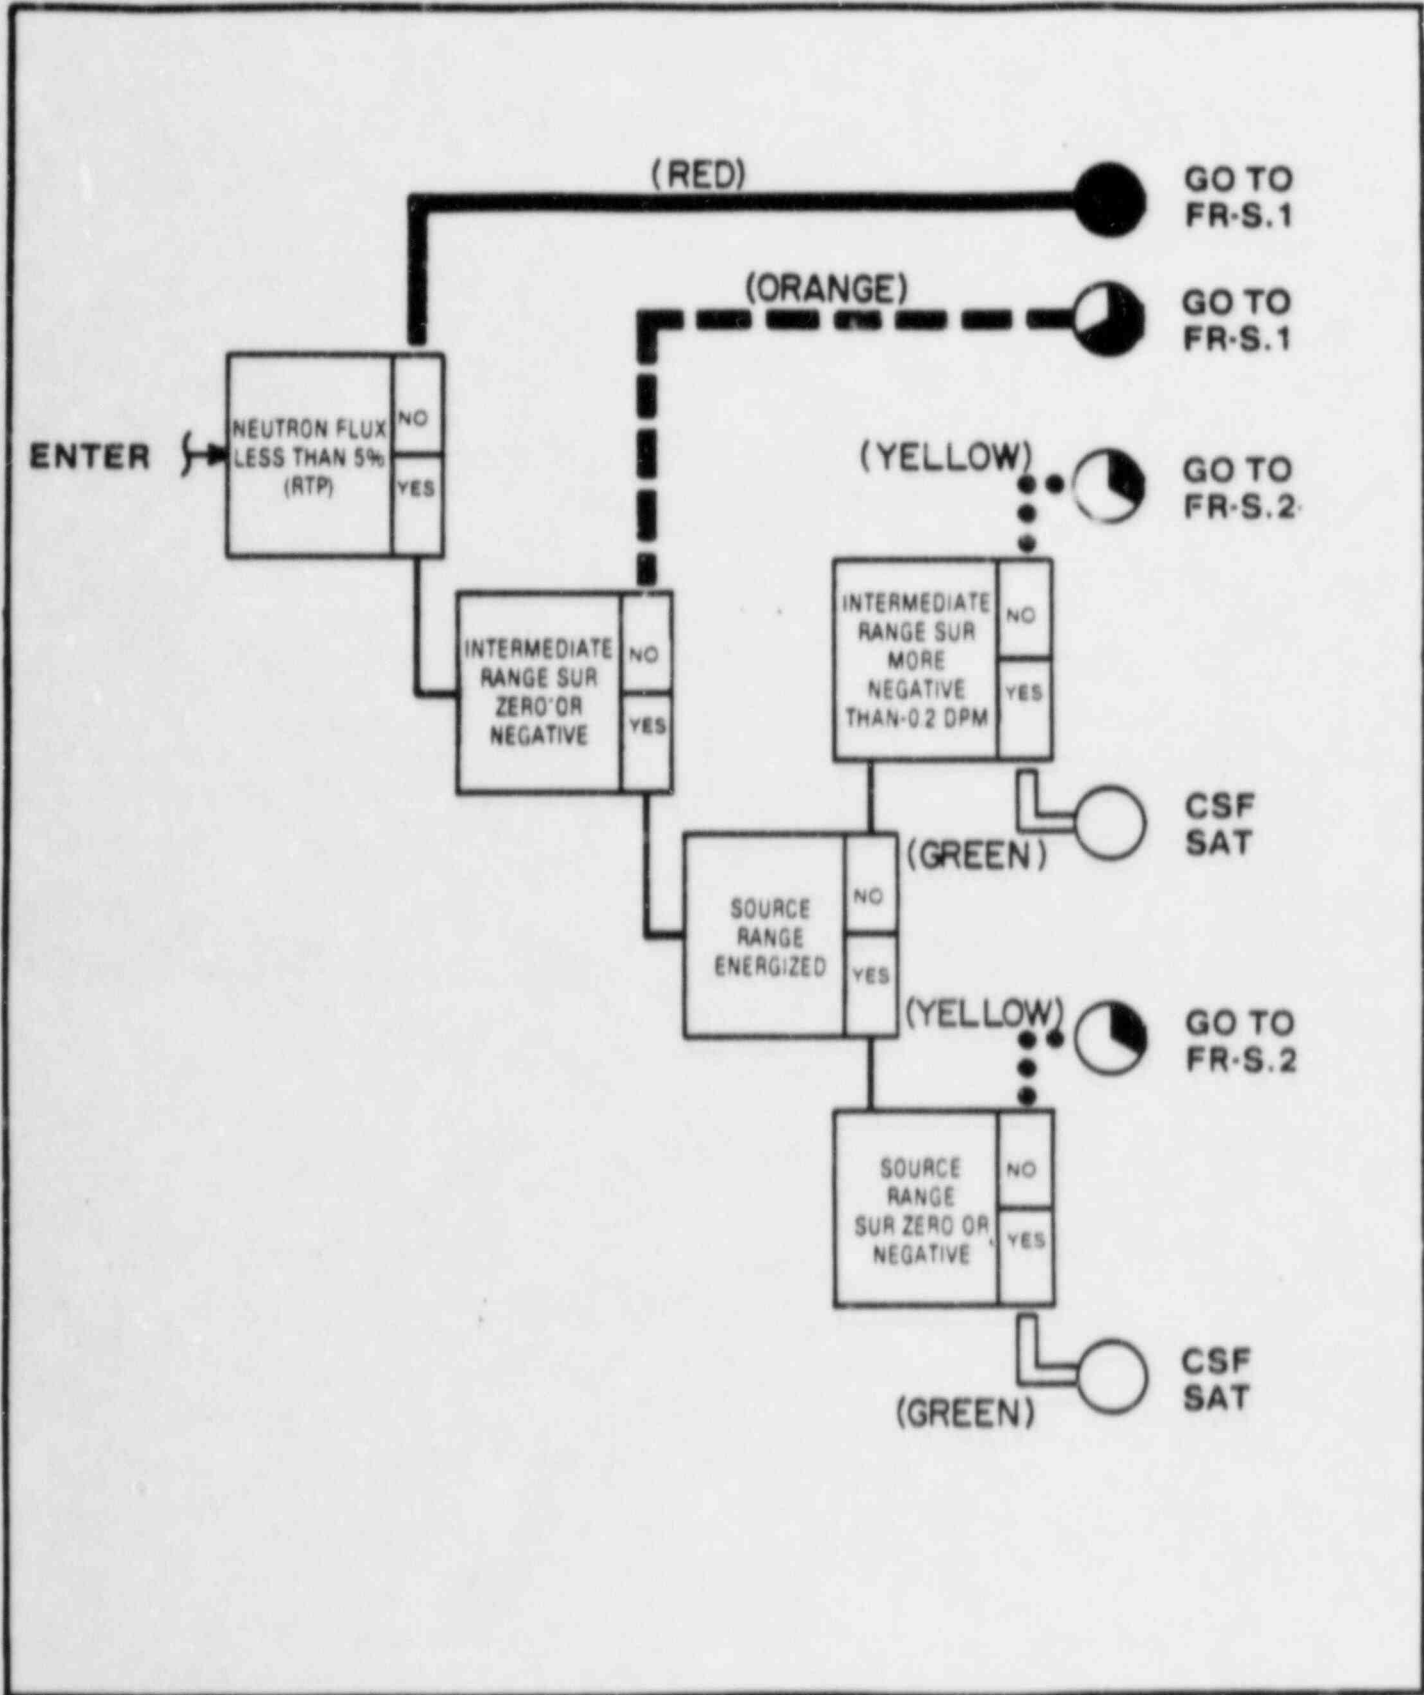 (RED)
GO TO
FR-S.1
(ORANGE)
GO TO
FR-S.1
ENTER
NEUTRON FLUX
LESS THAN 5%
(RTP)
NO
YES
(YELLOW)
GO TO
FR-S.2
INTERMEDIATE
RANGE SUR
ZERO OR
NEGATIVE
NO
YES
INTERMEDIATE
RANGE SUR
MORE
NEGATIVE
THAN-0.2 DPM
NO
YES
CSF
SAT
(GREEN)
SOURCE
RANGE
ENERGIZED
NO
YES
(YELLOW)
GO TO
FR-S.2
SOURCE
RANGE
SUR ZERO OR
NEGATIVE
NO
YES
CSF
SAT
(GREEN)